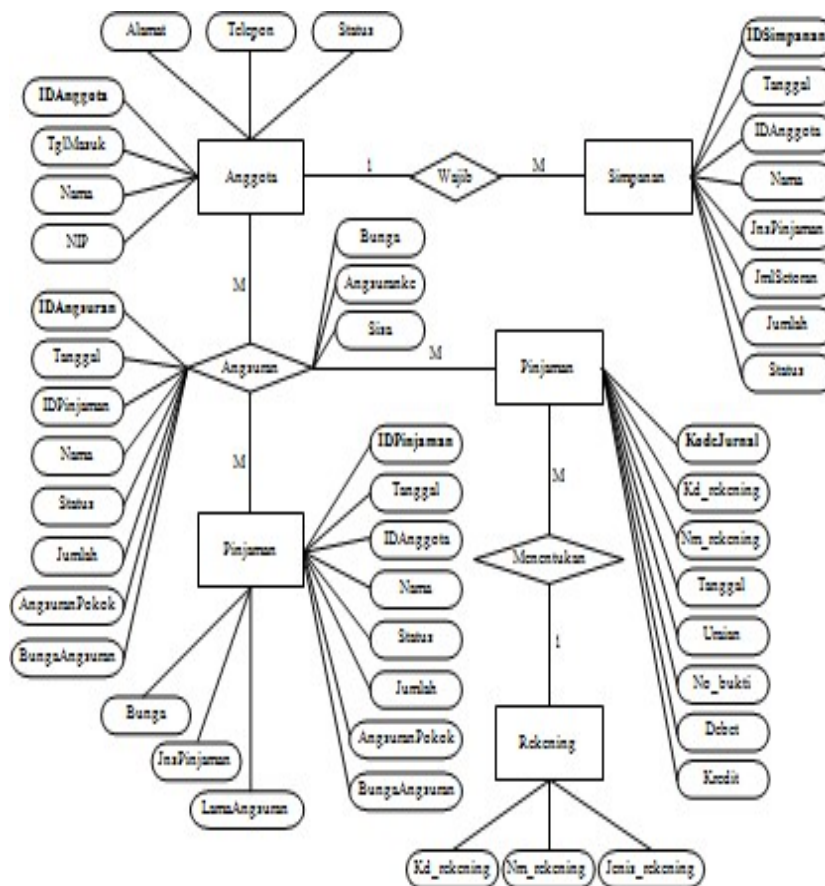 Alamat
Telepon
Status
IDAnggota
TglMasuk
Nama
NIP
Anggota
1
Wajib
M
Simpanan
IDSimpanan
Tanggal
IDAnggota
Nama
JnsPinjaman
JmlSetoran
Jumlah
Status
M
Bunga
Angsuranke
Sisa
IDAngsuran
Tanggal
IDPinjaman
Nama
Status
Jumlah
AngsuranPokok
BungaAngsuran
Angsuran
M
Pinjaman
M
Pinjaman
IDPinjaman
Tanggal
IDAnggota
Nama
Status
Jumlah
AngsuranPokok
BungaAngsuran
Bunga
JnsPinjaman
LamaAngsuran
KodeJurnal
Kd_rekening
Nm_rekening
Tanggal
Uraian
No_bukti
Debet
Kredit
M
Menentukan
1
Rekening
Kd_rekening
Nm_rekening
Jenis_rekening